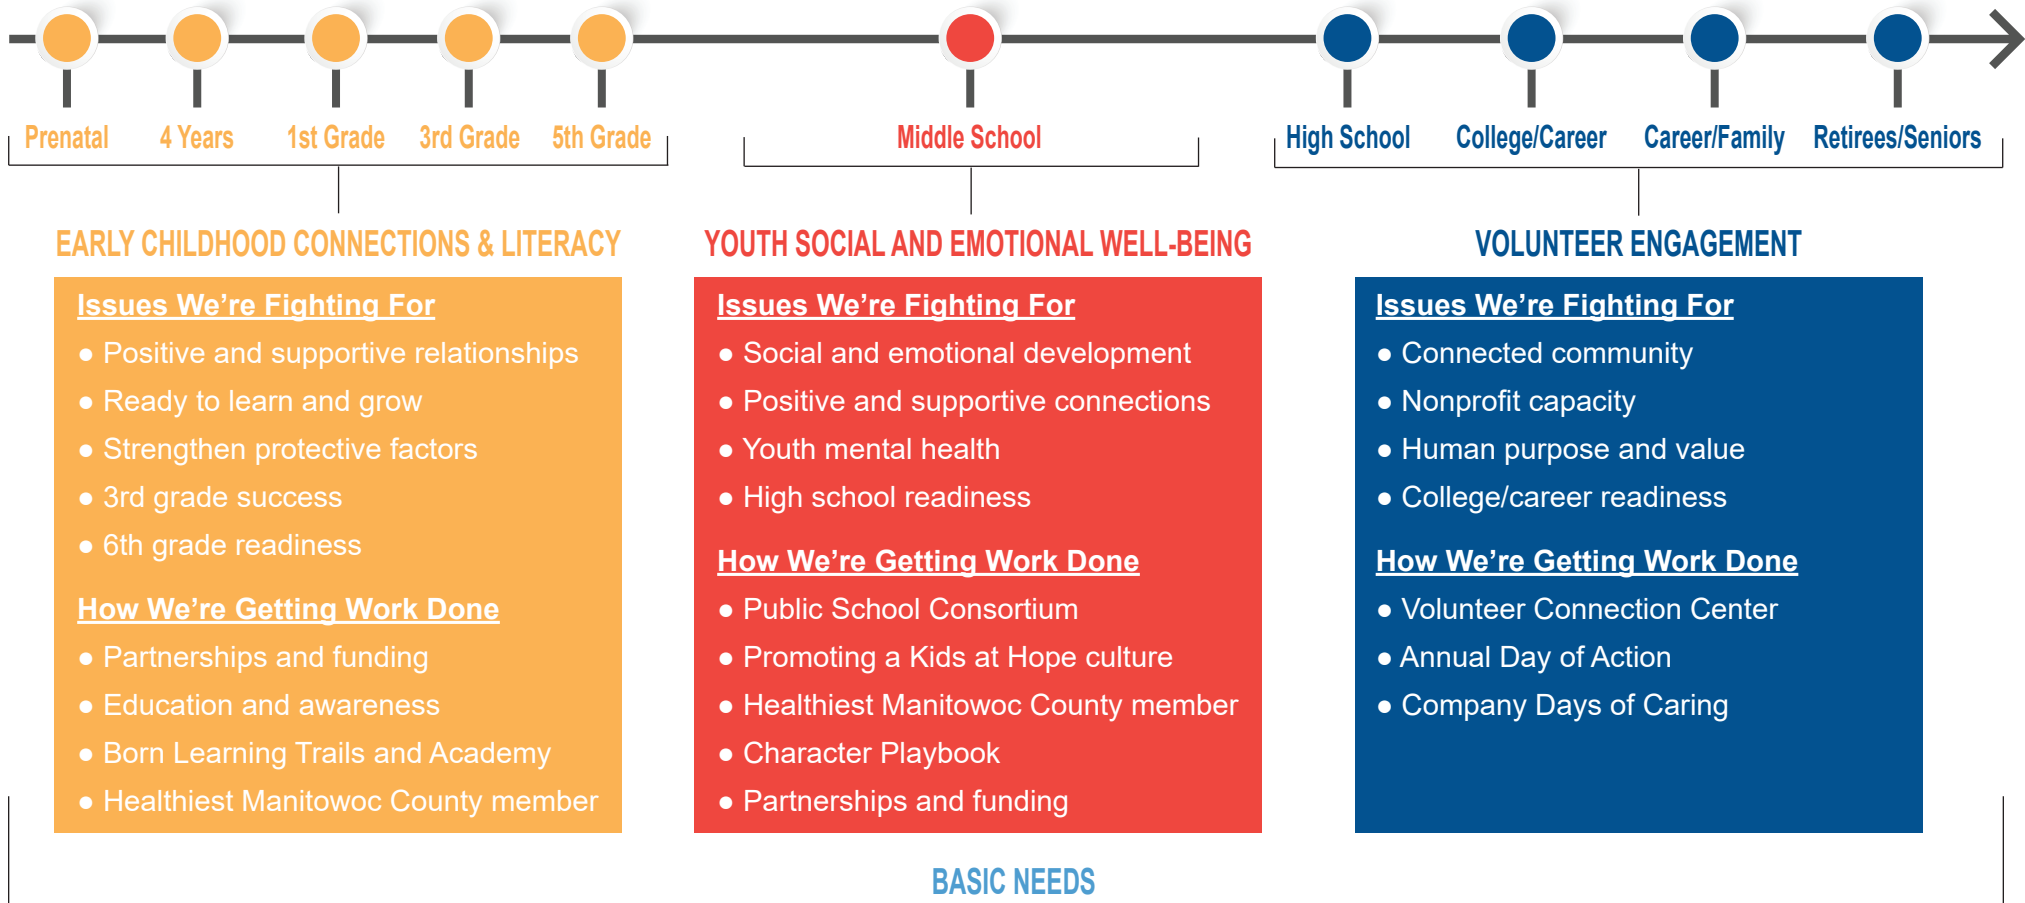 Prenatal
4 Years
1st Grade
3rd Grade
5th Grade
Middle School
High School
College/Career
Career/Family
Retirees/Seniors
EARLY CHILDHOOD CONNECTIONS & LITERACY
Issues We’re Fighting For
● Positive and supportive relationships
● Ready to learn and grow
● Strengthen protective factors
● 3rd grade success
● 6th grade readiness
How We’re Getting Work Done
● Partnerships and funding
● Education and awareness
● Born Learning Trails and Academy
● Healthiest Manitowoc County member
YOUTH SOCIAL AND EMOTIONAL WELL-BEING
Issues We’re Fighting For
● Social and emotional development
● Positive and supportive connections
● Youth mental health
● High school readiness
How We’re Getting Work Done
● Public School Consortium
● Promoting a Kids at Hope culture
● Healthiest Manitowoc County member
● Character Playbook
● Partnerships and funding
VOLUNTEER ENGAGEMENT
Issues We’re Fighting For
● Connected community
● Nonprofit capacity
● Human purpose and value
● College/career readiness
How We’re Getting Work Done
● Volunteer Connection Center
● Annual Day of Action
● Company Days of Caring
BASIC NEEDS